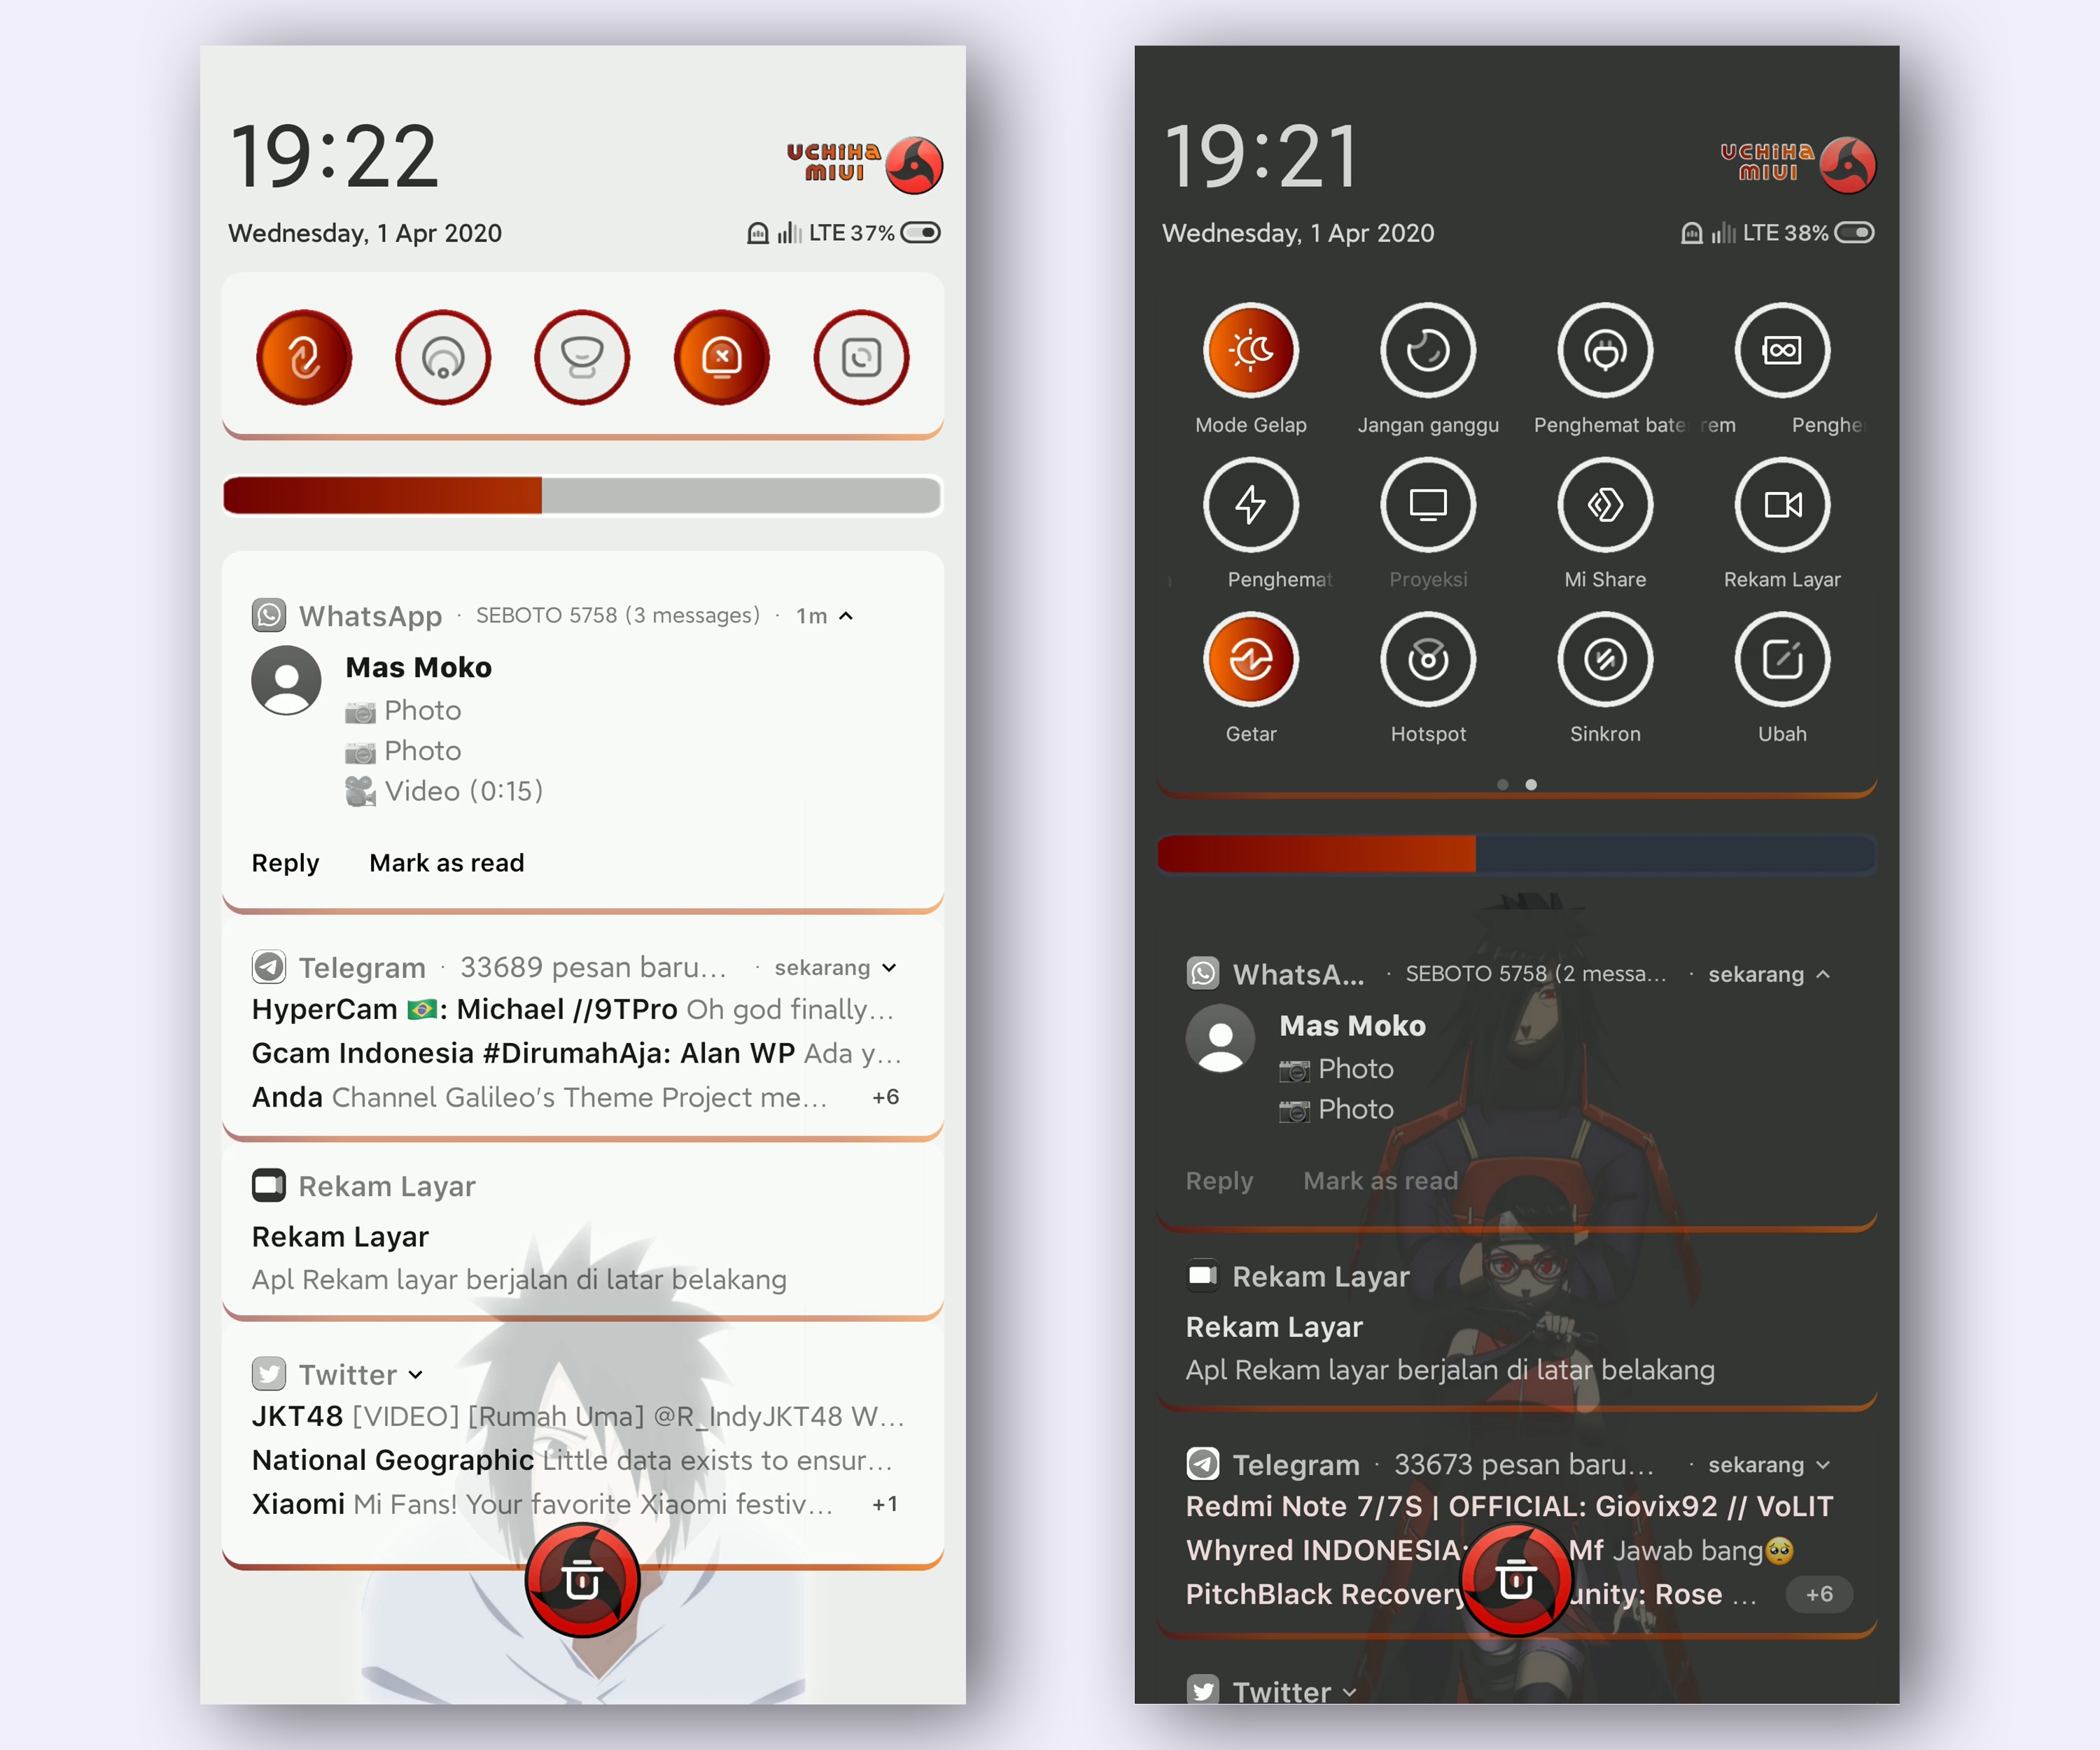 19:22
UCHIHA
MIUI
Wednesday, 1 Apr 2020
LTE 37%
WhatsApp · SEBOTO 5758 (3 messages) · 1m
Mas Moko
📷 Photo
📷 Photo
🎥 Video (0:15)
Reply Mark as read
Telegram · 33689 pesan baru… · sekarang
HyperCam 🇧🇷: Michael //9TPro Oh god finally…
Gcam Indonesia #DirumahAja: Alan WP Ada y…
Anda Channel Galileo's Theme Project me… +6
Rekam Layar
Rekam Layar
Apl Rekam layar berjalan di latar belakang
Twitter
JKT48 [VIDEO] [Rumah Uma] @R_IndyJKT48 W…
National Geographic Little data exists to ensur…
Xiaomi Mi Fans! Your favorite Xiaomi festiv… +1
19:21
UCHIHA
MIUI
Wednesday, 1 Apr 2020
LTE 38%
Mode Gelap Jangan ganggu Penghemat bate rem Penghe
Penghemat Proyeksi Mi Share Rekam Layar
Getar Hotspot Sinkron Ubah
WhatsA… · SEBOTO 5758 (2 messa… · sekarang
Mas Moko
📷 Photo
📷 Photo
Reply Mark as read
Rekam Layar
Rekam Layar
Apl Rekam layar berjalan di latar belakang
Telegram · 33673 pesan baru… · sekarang
Redmi Note 7/7S | OFFICIAL: Giovix92 // VoLIT
Whyred INDONESIA: Mf Jawab bang🥺
PitchBlack Recovery unity: Rose … +6
Twitter